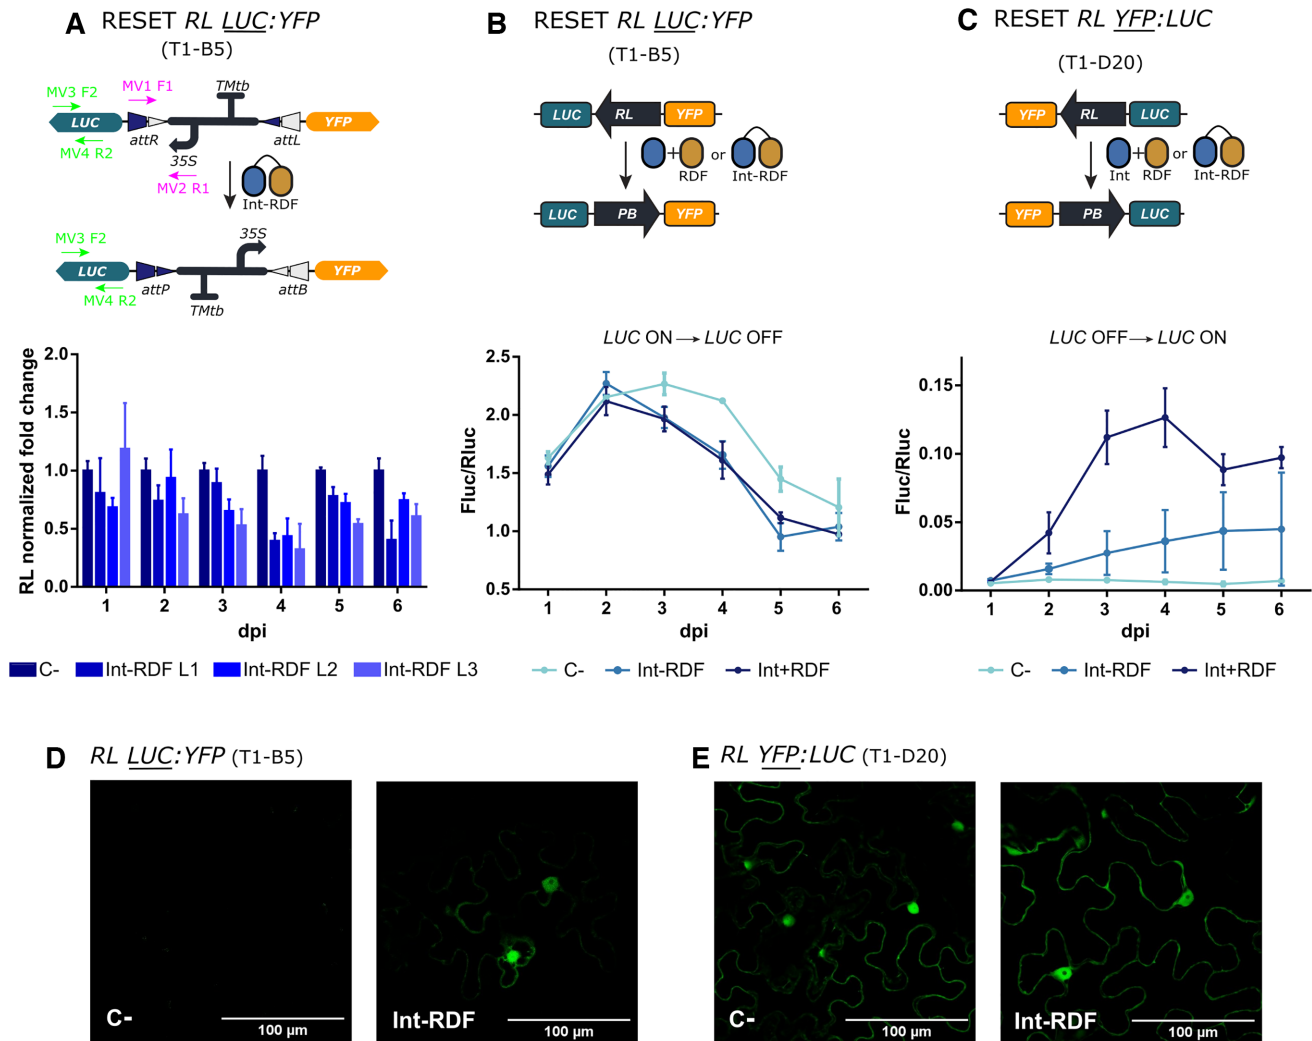 A RESET RL LUC:YFP
(T1-B5)
MV3 F2
MV1 F1
TMtb
LUC
attR
attL
YFP
MV4 R2
35S
MV2 R1
Int-RDF
MV3 F2
35S
LUC
YFP
MV4 R2
attP
attB
TMtb
RL normalized fold change
2.0
1.5
1.0
0.5
0.0
1 2 3 4 5 6
dpi
C- Int-RDF L1 Int-RDF L2 Int-RDF L3
B RESET RL LUC:YFP
(T1-B5)
LUC RL YFP
+ or
RDF Int-RDF
LUC PB YFP
LUC ON → LUC OFF
Fluc/Rluc
2.5
2.0
1.5
1.0
0.5
1 2 3 4 5 6
dpi
C- Int-RDF Int+RDF
C RESET RL YFP:LUC
(T1-D20)
YFP RL LUC
+ or
Int RDF Int-RDF
YFP PB LUC
LUC OFF → LUC ON
Fluc/Rluc
0.15
0.10
0.05
0.00
1 2 3 4 5 6
dpi
C- Int-RDF Int+RDF
D RL LUC:YFP (T1-B5)
C-
100 µm
Int-RDF
100 µm
E RL YFP:LUC (T1-D20)
C-
100 µm
Int-RDF
100 µm